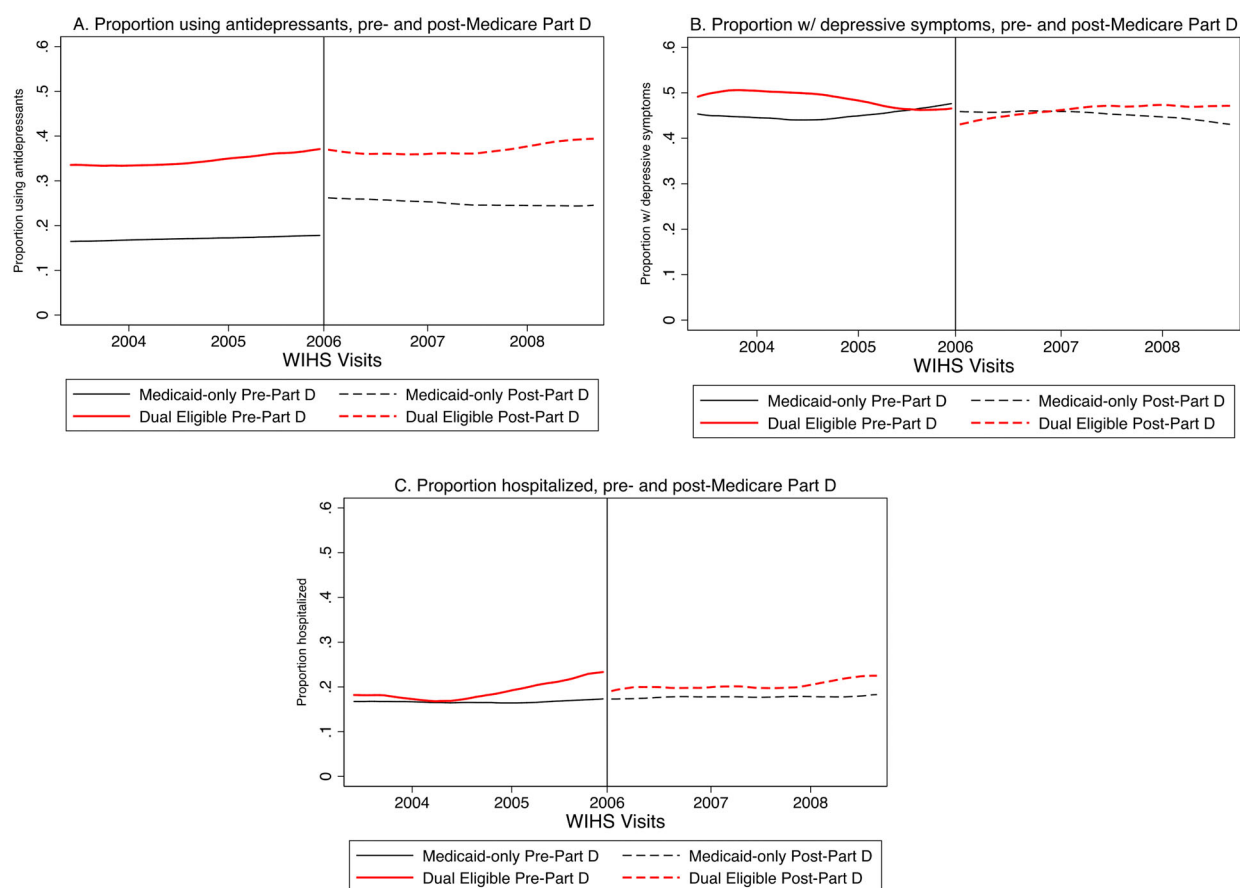 A. Proportion using antidepressants, pre- and post-Medicare Part D
Proportion using antidepressants
.6
.5
.4
.3
.2
.1
0
2004 2005 2006 2007 2008
WIHS Visits
Medicaid-only Pre-Part D Medicaid-only Post-Part D
Dual Eligible Pre-Part D Dual Eligible Post-Part D
B. Proportion w/ depressive symptoms, pre- and post-Medicare Part D
Proportion w/ depressive symptoms
.6
.5
.4
.3
.2
.1
0
2004 2005 2006 2007 2008
WIHS Visits
Medicaid-only Pre-Part D Medicaid-only Post-Part D
Dual Eligible Pre-Part D Dual Eligible Post-Part D
C. Proportion hospitalized, pre- and post-Medicare Part D
Proportion hospitalized
.6
.5
.4
.3
.2
.1
0
2004 2005 2006 2007 2008
WIHS Visits
Medicaid-only Pre-Part D Medicaid-only Post-Part D
Dual Eligible Pre-Part D Dual Eligible Post-Part D